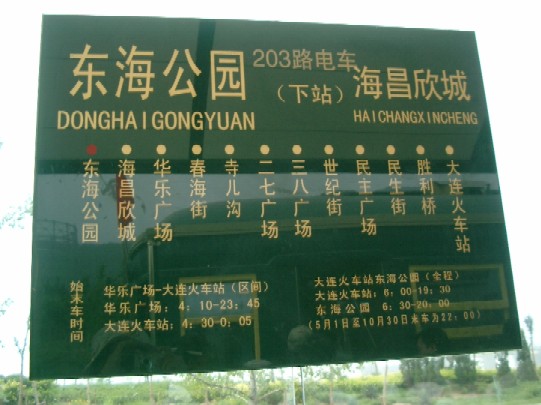 东海公园
203路电车
（下站）
海昌欣城
DONGHAIGONGYUAN
HAICHANGXINCHENG
东海公园
海昌欣城
华乐广场
春海街
寺儿沟
二七广场
三八广场
世纪街
民主广场
民生街
胜利桥
大连火车站
始末车时间
华乐广场-大连火车站（区间）
华乐广场：4：10-23：45
大连火车站：4：30-0：05
大连火车站东海公园（全程）
大连火车站：6：00-19：30
东海公园：6：30-20：00
（5月1日至10月30日末车为22：00）